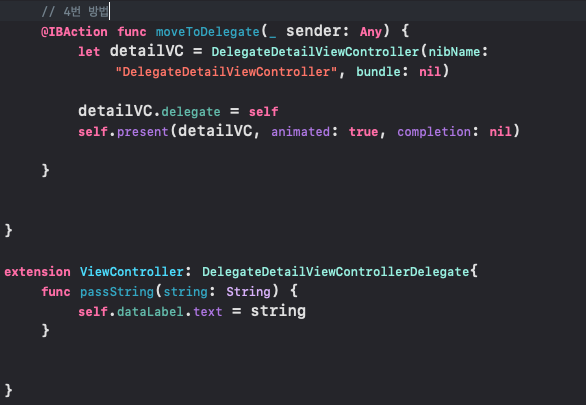 // 4번 방법
@IBAction func moveToDelegate(_ sender: Any) {
let detailVC = DelegateDetailViewController(nibName:
"DelegateDetailViewController", bundle: nil)
detailVC.delegate = self
self.present(detailVC, animated: true, completion: nil)
}
}
extension ViewController: DelegateDetailViewControllerDelegate{
func passString(string: String) {
self.dataLabel.text = string
}
}